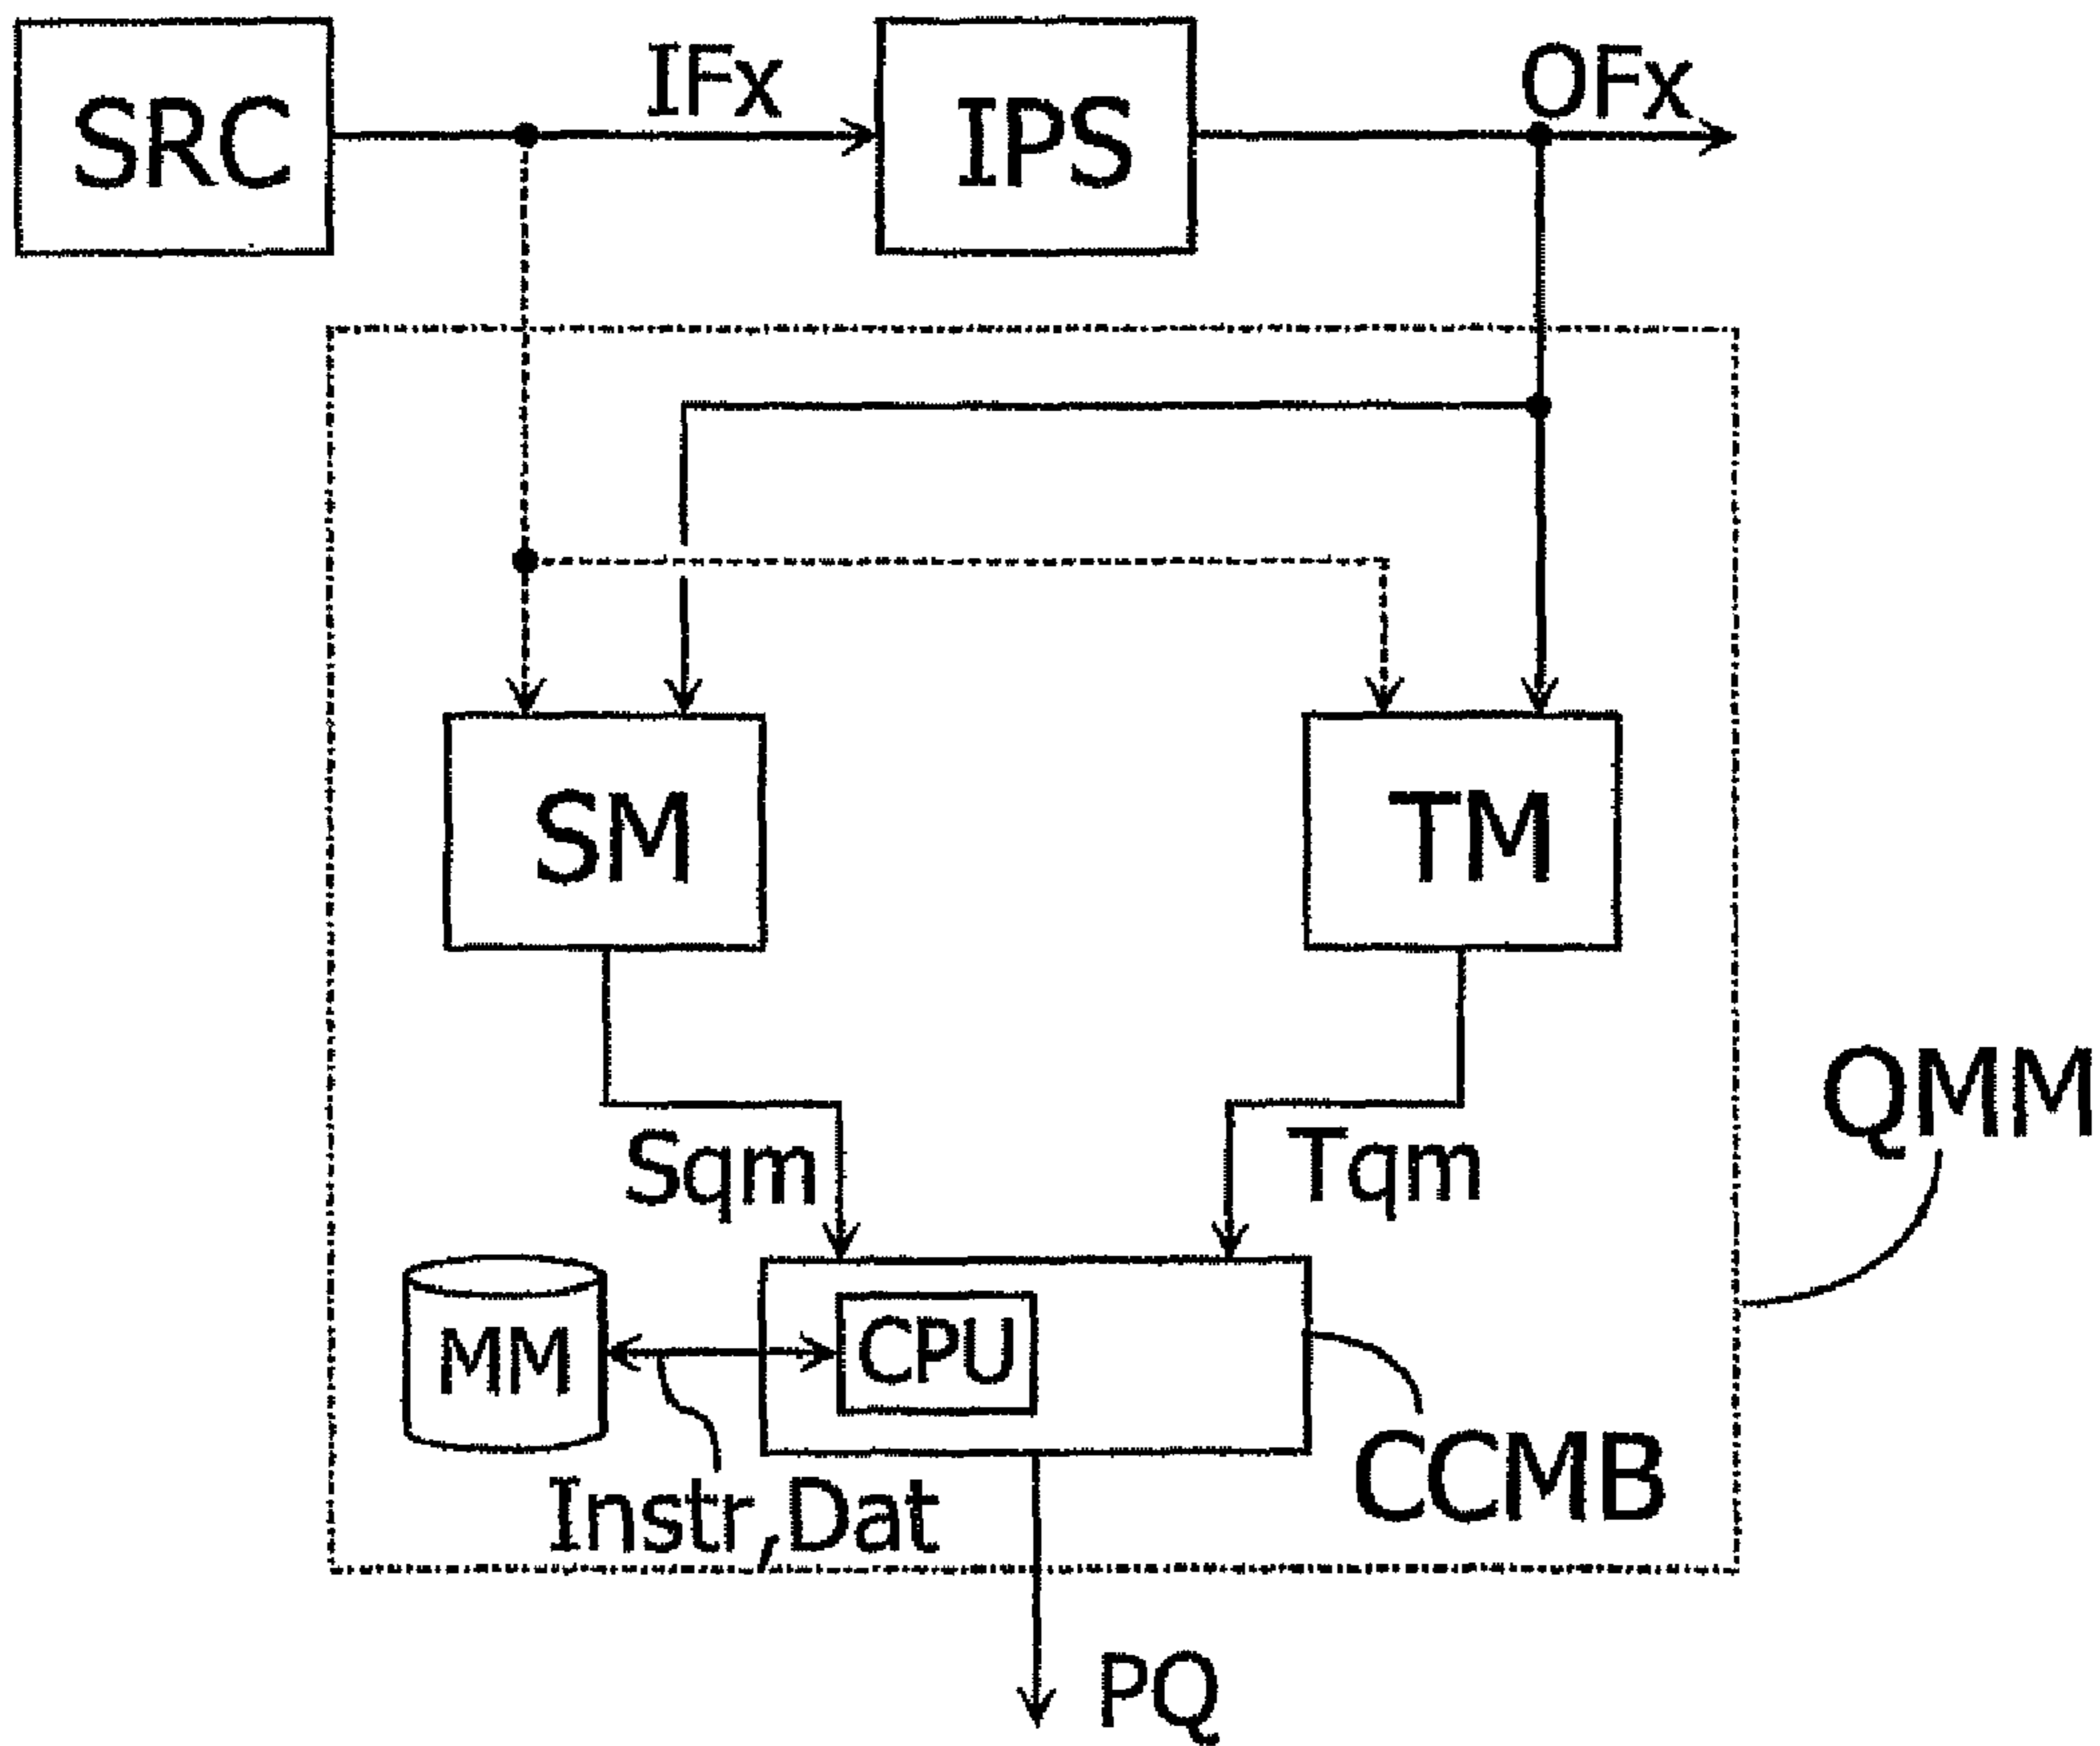 SRC
IFx
IPS
OFx
SM
TM
QMM
Sqm
Tqm
MM
CPU
CCMB
Instr,Dat
PQ